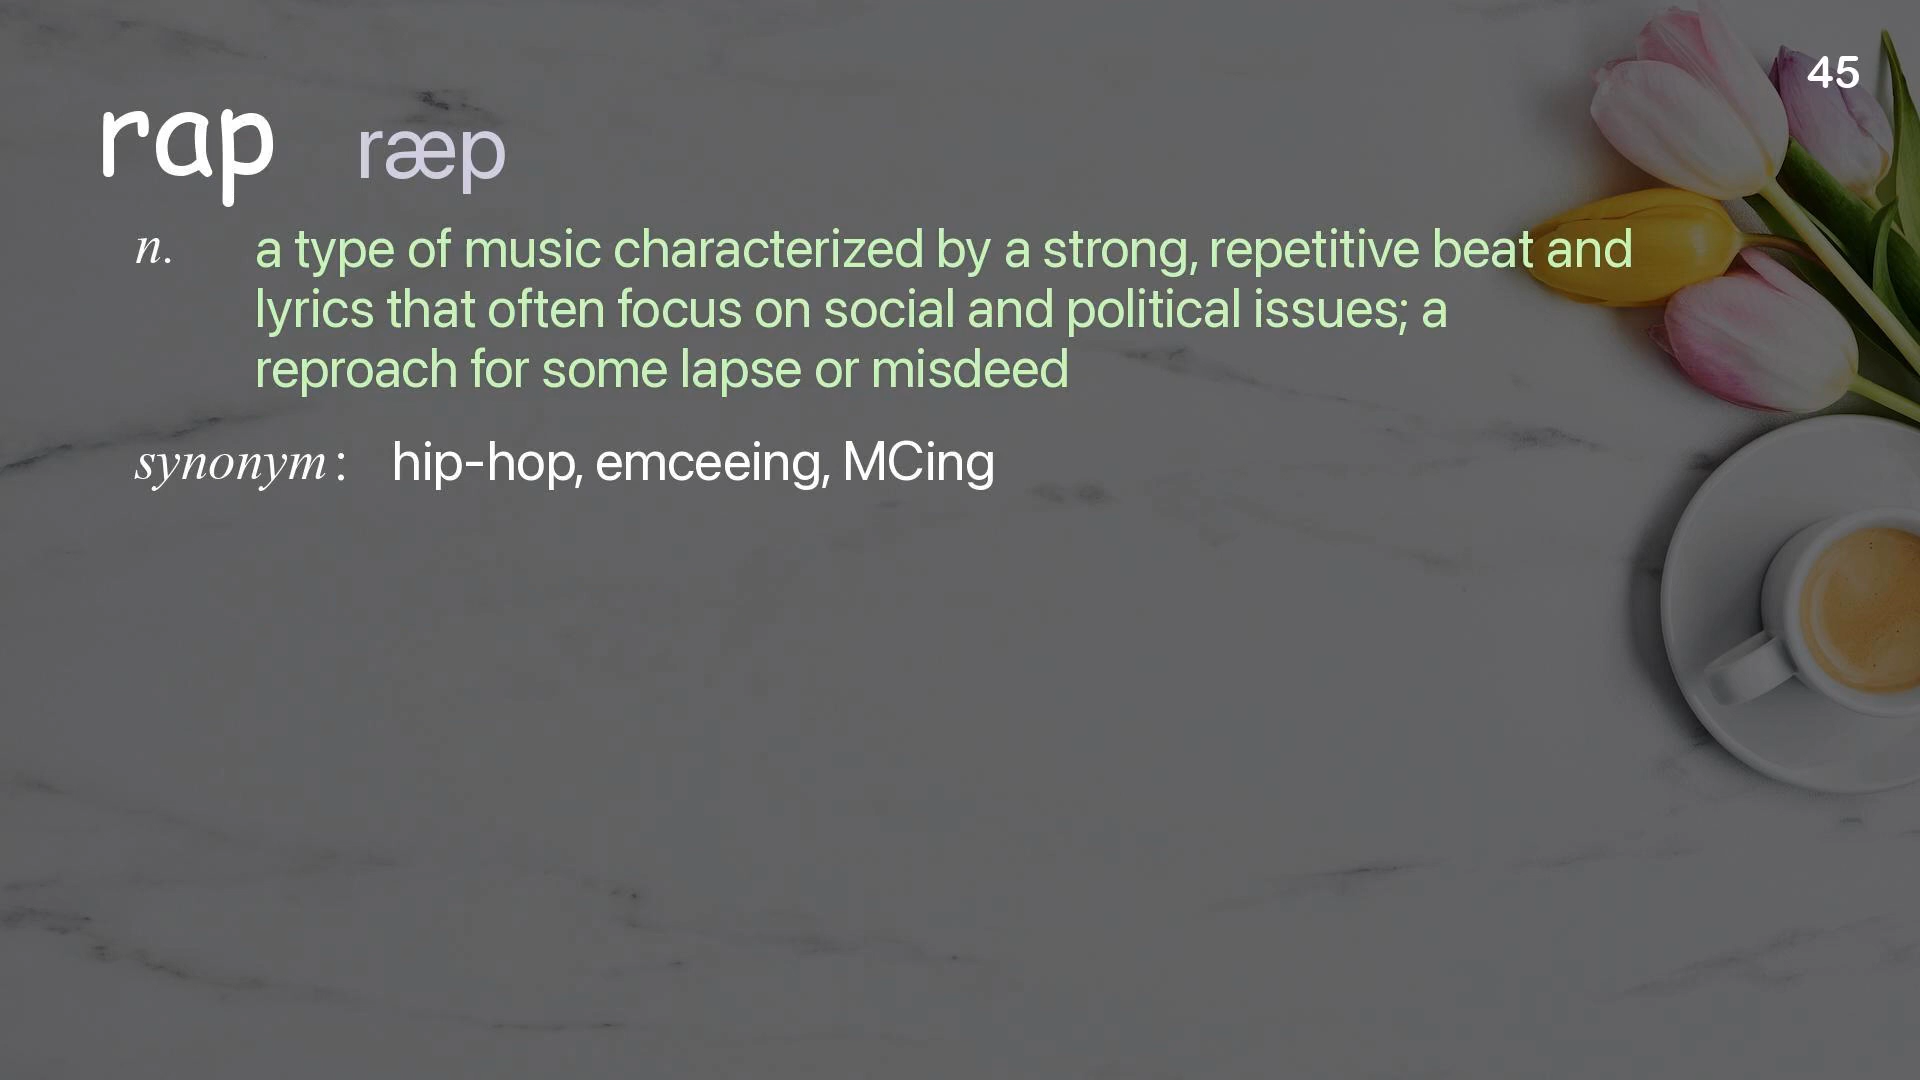 45
rap ræp
n. a type of music characterized by a strong, repetitive beat and
lyrics that often focus on social and political issues; a
reproach for some lapse or misdeed
synonym: hip-hop, emceeing, MCing